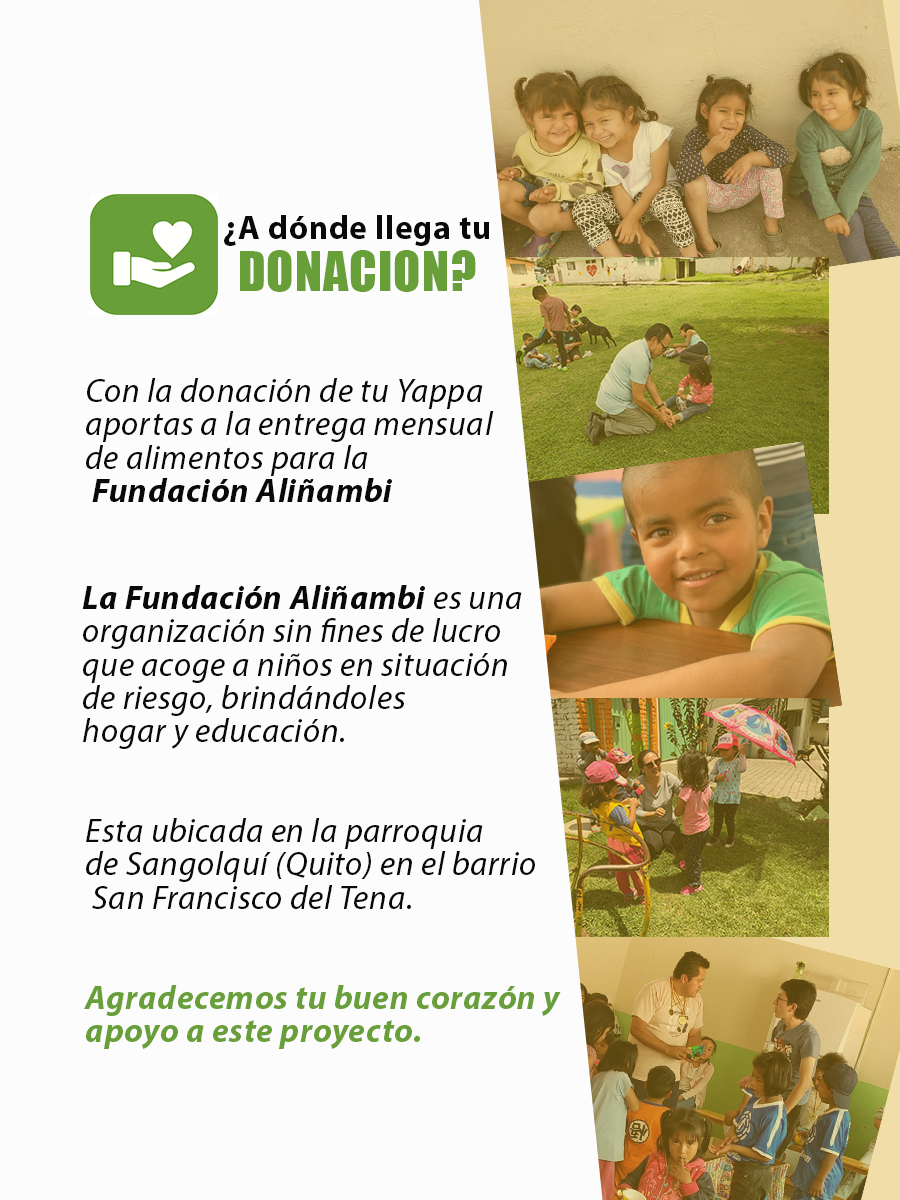 ¿A dónde llega tu
DONACION?
Con la donación de tu Yappa
aportas a la entrega mensual
de alimentos para la
Fundación Aliñambi
La Fundación Aliñambi es una
organización sin fines de lucro
que acoge a niños en situación
de riesgo, brindándoles
hogar y educación.
Esta ubicada en la parroquia
de Sangolquí (Quito) en el barrio
San Francisco del Tena.
Agradecemos tu buen corazón y
apoyo a este proyecto.